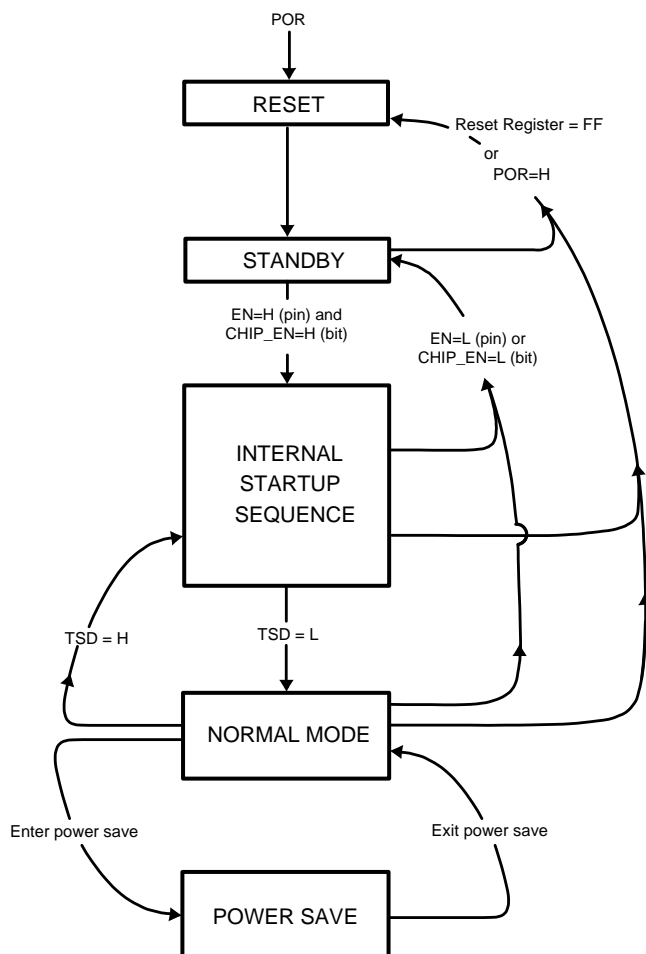 POR
RESET
Reset Register = FF
or
POR=H
STANDBY
EN=H (pin) and
CHIP_EN=H (bit)
EN=L (pin) or
CHIP_EN=L (bit)
INTERNAL
STARTUP
SEQUENCE
TSD = H
TSD = L
NORMAL MODE
Enter power save
Exit power save
POWER SAVE